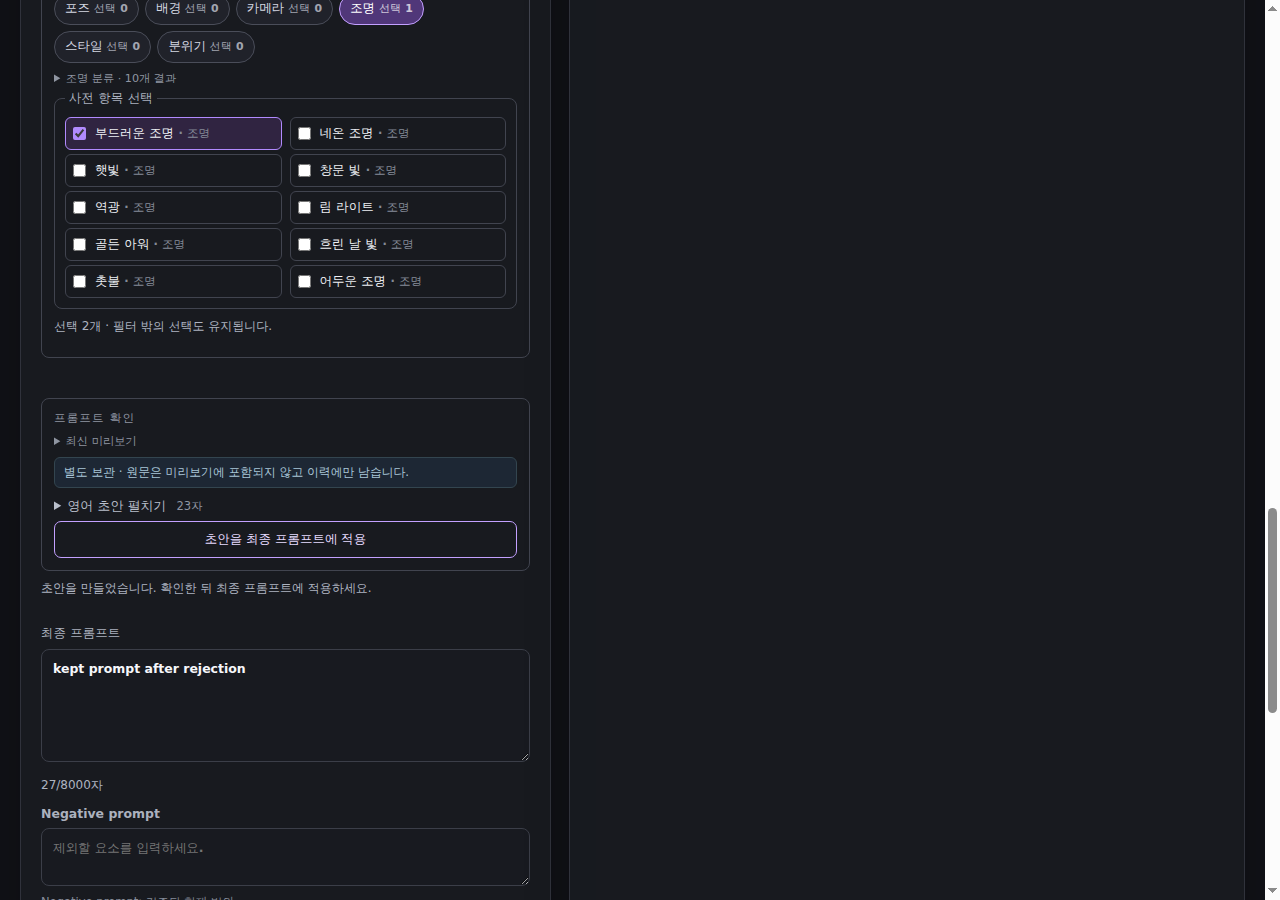 포즈 선택 0 배경 선택 0 카메라 선택 0 조명 선택 1
스타일 선택 0 분위기 선택 0
조명 분류 · 10개 결과
사전 항목 선택
부드러운 조명 · 조명 네온 조명 · 조명
햇빛 · 조명 창문 빛 · 조명
역광 · 조명 림 라이트 · 조명
골든 아워 · 조명 흐린 날 빛 · 조명
촛불 · 조명 어두운 조명 · 조명
선택 2개 · 필터 밖의 선택도 유지됩니다.
프롬프트 확인
최신 미리보기
별도 보관 · 원문은 미리보기에 포함되지 않고 이력에만 남습니다.
영어 초안 펼치기 23자
초안을 최종 프롬프트에 적용
초안을 만들었습니다. 확인한 뒤 최종 프롬프트에 적용하세요.
최종 프롬프트
kept prompt after rejection
27/8000자
Negative prompt
제외할 요소를 입력하세요.